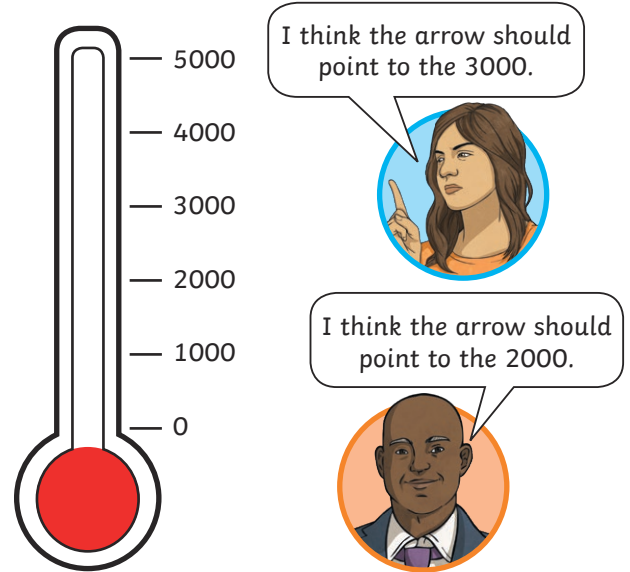 5000
4000
3000
2000
1000
0
I think the arrow should
point to the 3000.
I think the arrow should
point to the 2000.